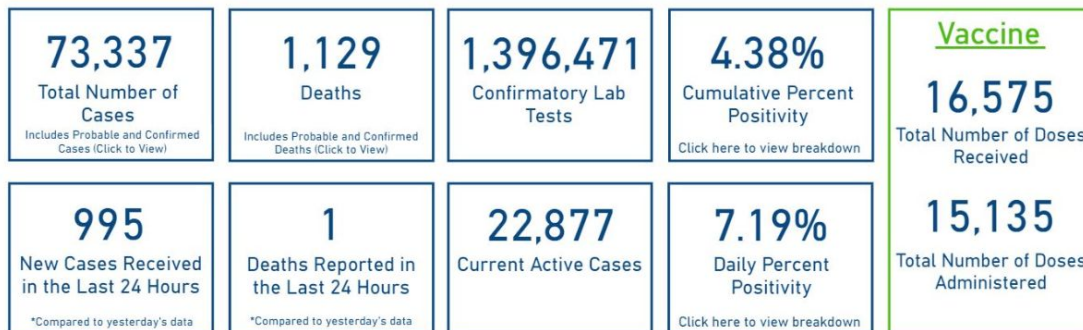 73,337
Total Number of
Cases
Includes Probable and Confirmed
Cases (Click to View)
1,129
Deaths
Includes Probable and Confirmed
Deaths (Click to View)
1,396,471
Confirmatory Lab
Tests
4.38%
Cumulative Percent
Positivity
Click here to view breakdown
Vaccine
16,575
Total Number of Doses
Received
15,135
Total Number of Doses
Administered
995
New Cases Received
in the Last 24 Hours
*Compared to yesterday's data
1
Deaths Reported in
the Last 24 Hours
*Compared to yesterday's data
22,877
Current Active Cases
7.19%
Daily Percent
Positivity
Click here to view breakdown